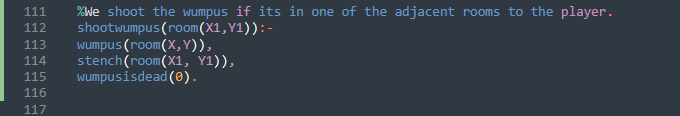 111 %We shoot the wumpus if its in one of the adjacent rooms to the player.
112 shootwumpus(room(X1,Y1)):-
113 wumpus(room(X,Y)),
114 stench(room(X1, Y1)),
115 wumpusisdead(0).
116
117